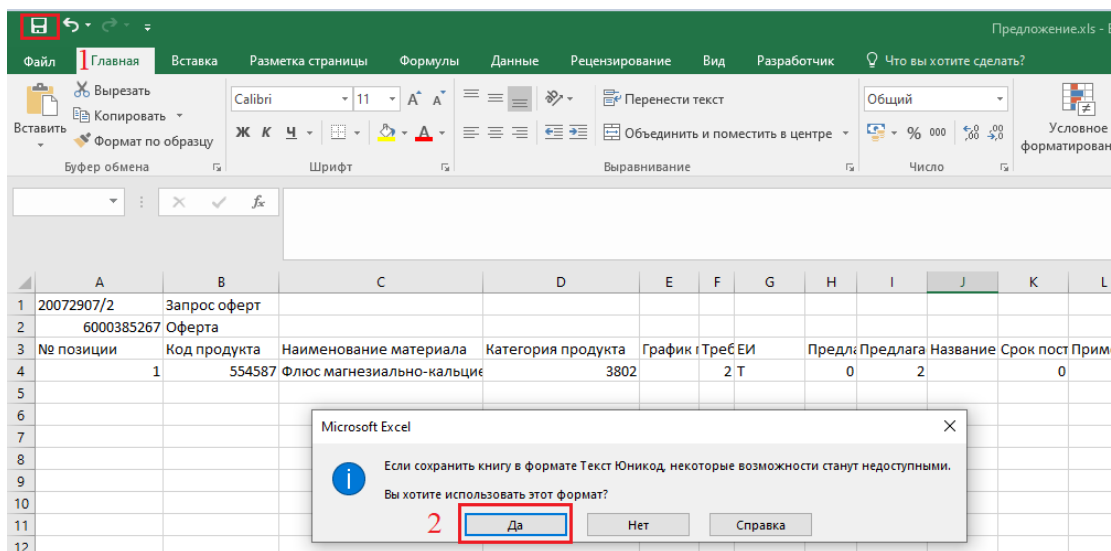 Предложение.xls - E
Файл 1 Главная Вставка Разметка страницы Формулы Данные Рецензирование Вид Разработчик Что вы хотите сделать?
Вставить
Вырезать
Копировать
Формат по образцу
Буфер обмена
Calibri 11
Ж К Ч А
Шрифт
Перенести текст
Объединить и поместить в центре
Выравнивание
Общий
% 000
Число
Условное
форматирован
fx
A B C D E F G H I J K L
1 20072907/2 Запрос оферт
2 6000385267 Оферта
3 № позиции Код продукта Наименование материала Категория продукта График Треб ЕИ Предла Предлага Название Срок пост Прим
4 1 554587 Флюс магнезиально-кальцие 3802 2 Т 0 2 0
5
6
7
8
9
10
11
12
Microsoft Excel
Если сохранить книгу в формате Текст Юникод, некоторые возможности станут недоступными.
Вы хотите использовать этот формат?
2 Да Нет Справка